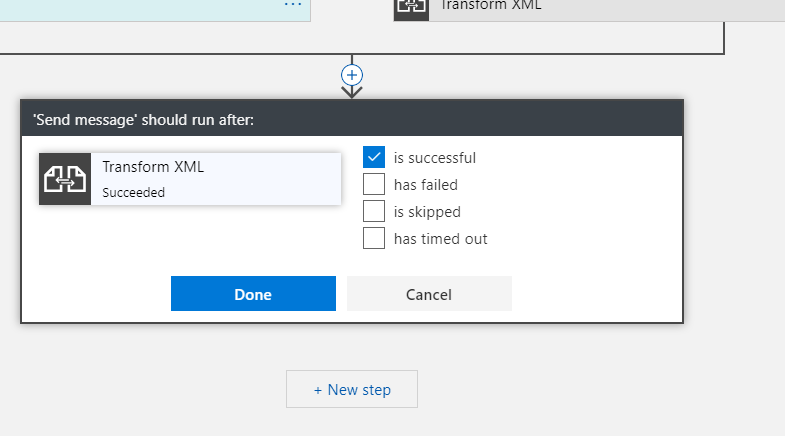 Transform XML
'Send message' should run after:
Transform XML
Succeeded
is successful
has failed
is skipped
has timed out
Done
Cancel
+ New step